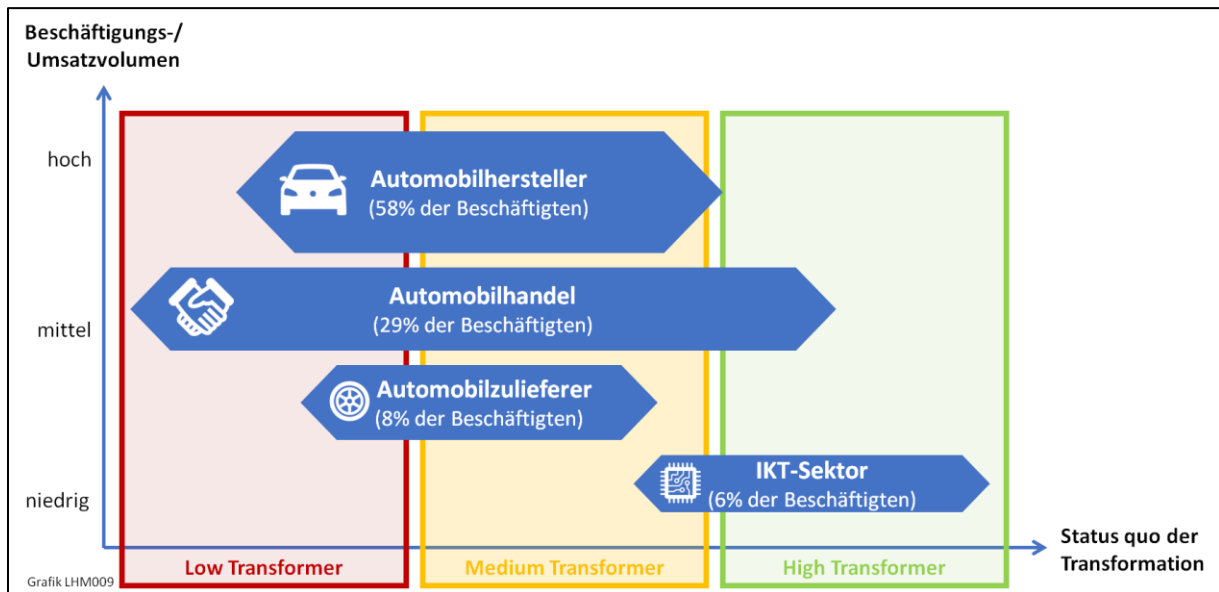 Beschäftigungs-/
Umsatzvolumen
hoch
Automobilhersteller
(58% der Beschäftigten)
Automobilhandel
(29% der Beschäftigten)
mittel
Automobilzulieferer
(8% der Beschäftigten)
IKT-Sektor
(6% der Beschäftigten)
niedrig
Status quo der
Transformation
Low Transformer
Medium Transformer
High Transformer
Grafik LHM009